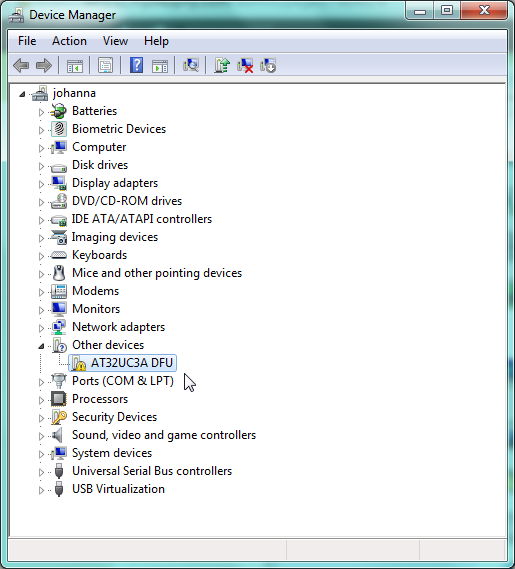 Device Manager
File Action View Help
johanna
Batteries
Biometric Devices
Computer
Disk drives
Display adapters
DVD/CD-ROM drives
IDE ATA/ATAPI controllers
Imaging devices
Keyboards
Mice and other pointing devices
Modems
Monitors
Network adapters
Other devices
AT32UC3A DFU
Ports (COM & LPT)
Processors
Security Devices
Sound, video and game controllers
System devices
Universal Serial Bus controllers
USB Virtualization